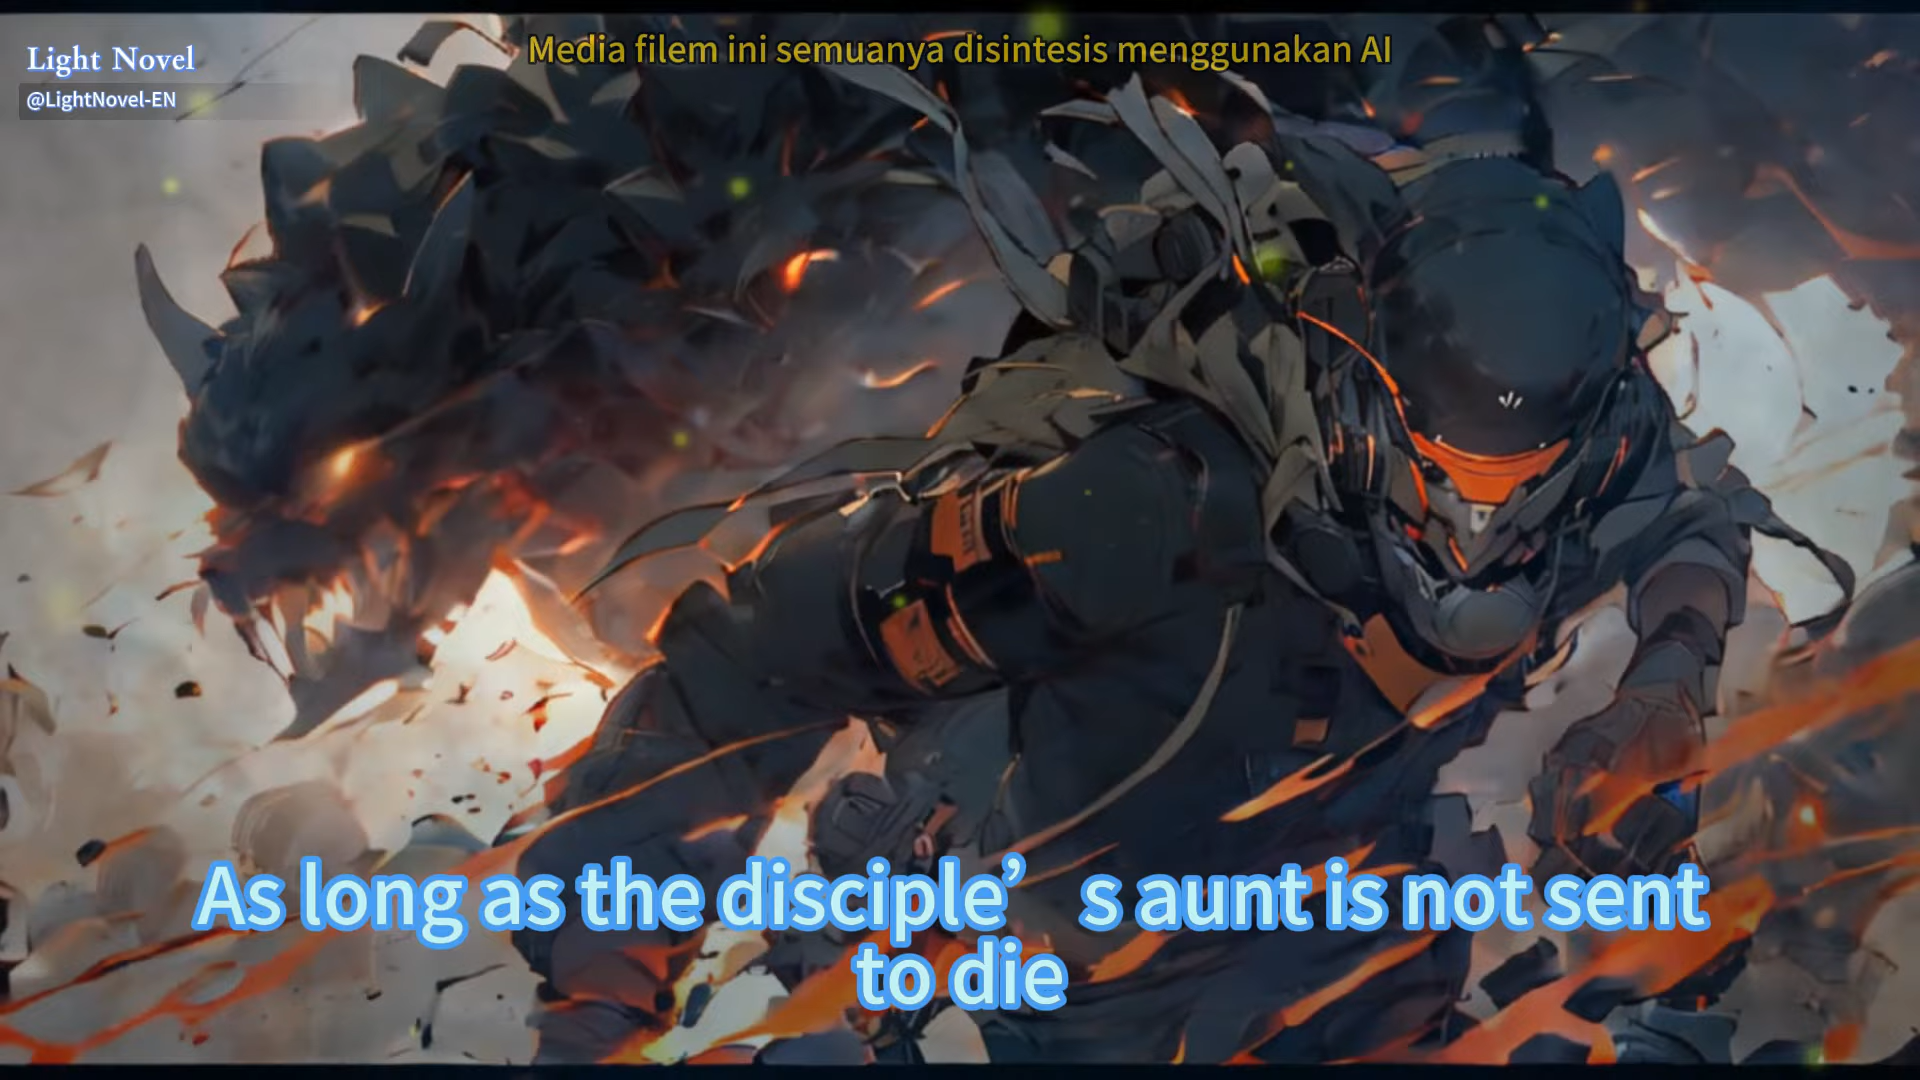 Light Novel
@LightNovel-EN
Media filem ini semuanya disintesis menggunakan AI
As long as the disciple’ s aunt is not sent
to die